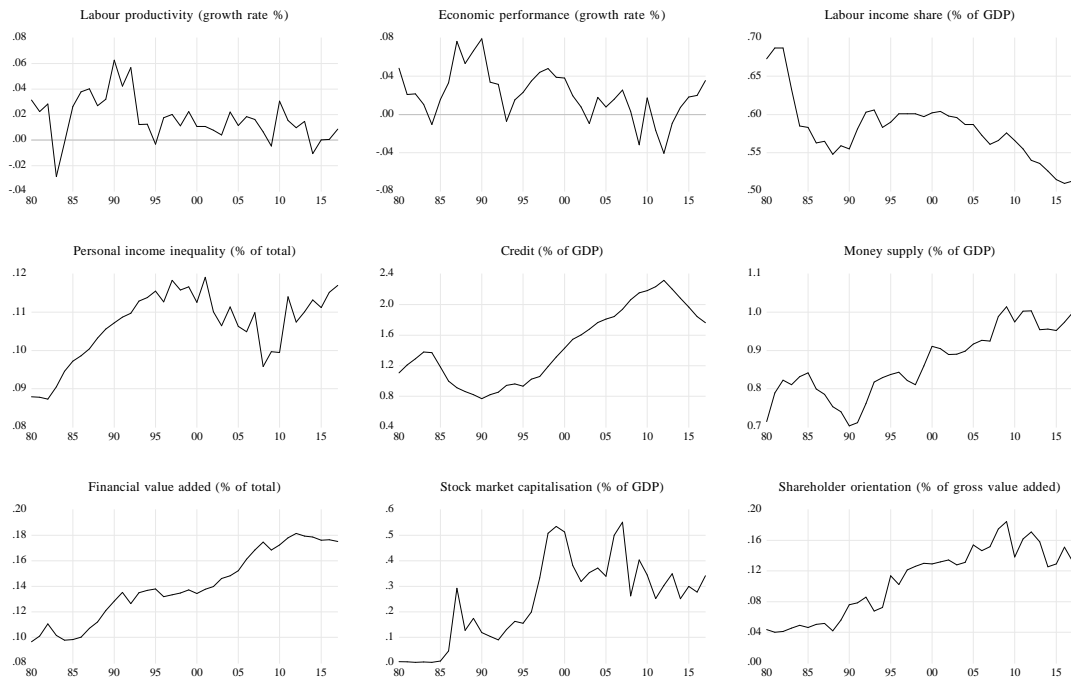 Labour productivity (growth rate %)
.08
.06
.04
.02
.00
-.02
-.04
80 85 90 95 00 05 10 15
Economic performance (growth rate %)
.08
.04
.00
-.04
-.08
80 85 90 95 00 05 10 15
Labour income share (% of GDP)
.70
.65
.60
.55
.50
80 85 90 95 00 05 10 15
Personal income inequality (% of total)
.12
.11
.10
.09
.08
80 85 90 95 00 05 10 15
Credit (% of GDP)
2.4
2.0
1.6
1.2
0.8
0.4
80 85 90 95 00 05 10 15
Money supply (% of GDP)
1.1
1.0
0.9
0.8
0.7
80 85 90 95 00 05 10 15
Financial value added (% of total)
.20
.18
.16
.14
.12
.10
.08
80 85 90 95 00 05 10 15
Stock market capitalisation (% of GDP)
.6
.5
.4
.3
.2
.1
.0
80 85 90 95 00 05 10 15
Shareholder orientation (% of gross value added)
.20
.16
.12
.08
.04
.00
80 85 90 95 00 05 10 15